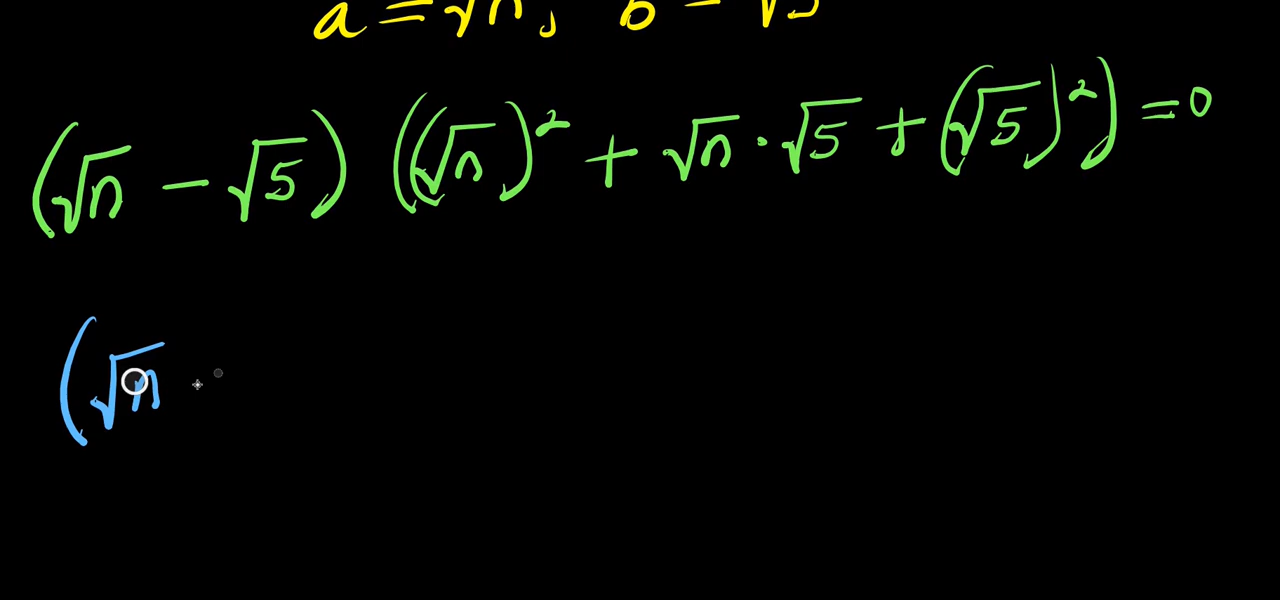 a = √n, b = √5
(√n - √5) ((√n)² + √n · √5 + (√5)²) = 0
(√n